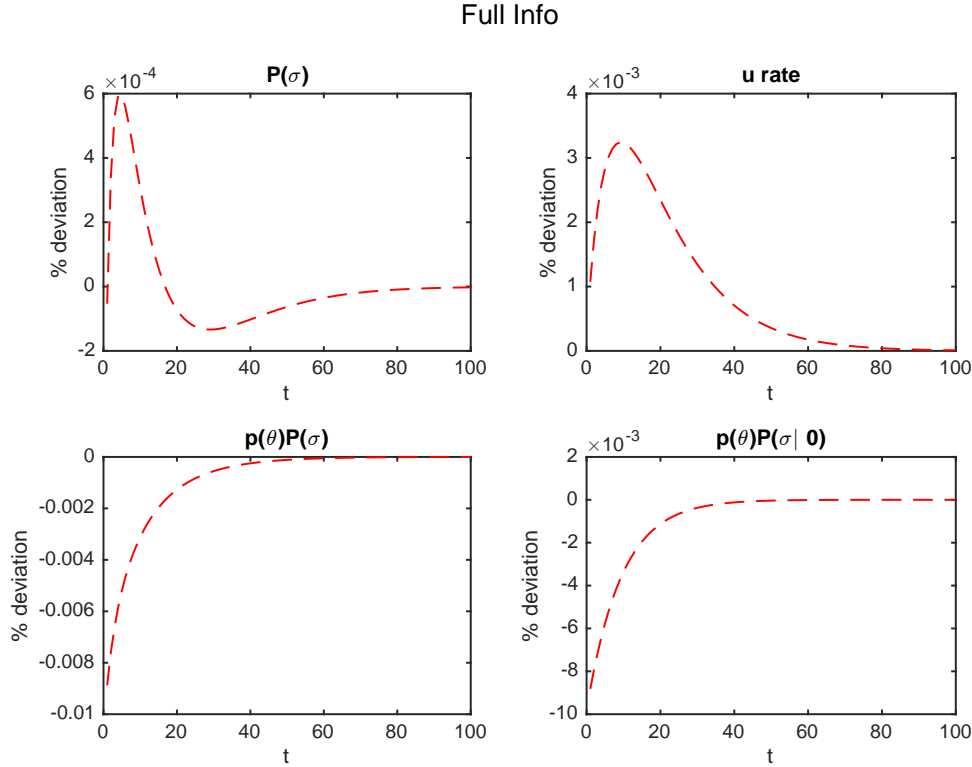 Full Info
×10⁻⁴
P(σ)
6
4
2
0
-2
% deviation
0 20 40 60 80 100
t
×10⁻³
u rate
4
3
2
1
0
% deviation
0 20 40 60 80 100
t
p(θ)P(σ)
0
-0.002
-0.004
-0.006
-0.008
-0.01
% deviation
0 20 40 60 80 100
t
×10⁻³
p(θ)P(σ| 0)
2
0
-2
-4
-6
-8
-10
% deviation
0 20 40 60 80 100
t